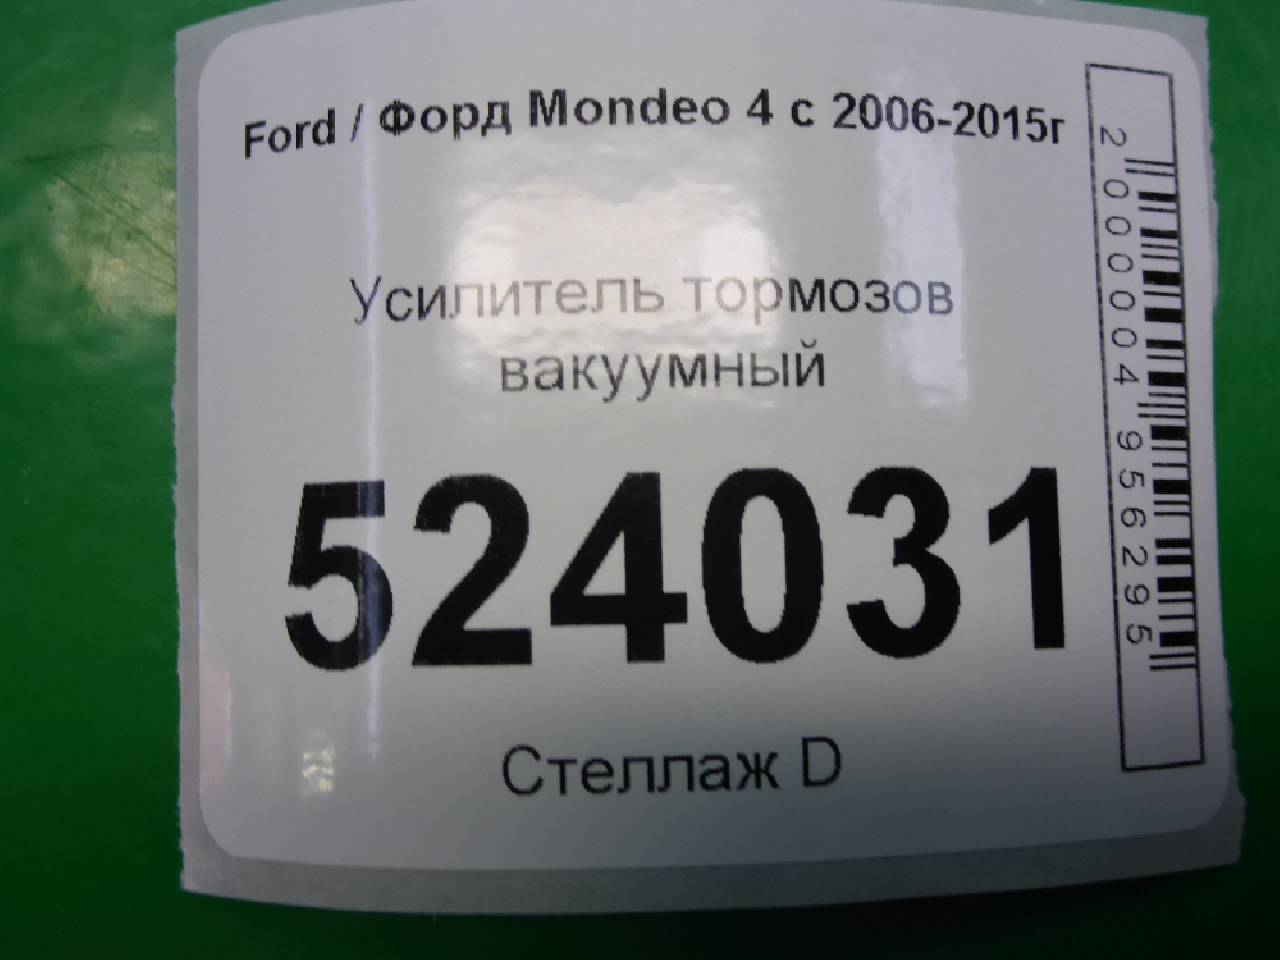 Ford / Форд Mondeo 4 с 2006-2015г
Усилитель тормозов
вакуумный
524031
Стеллаж D
2000004956295